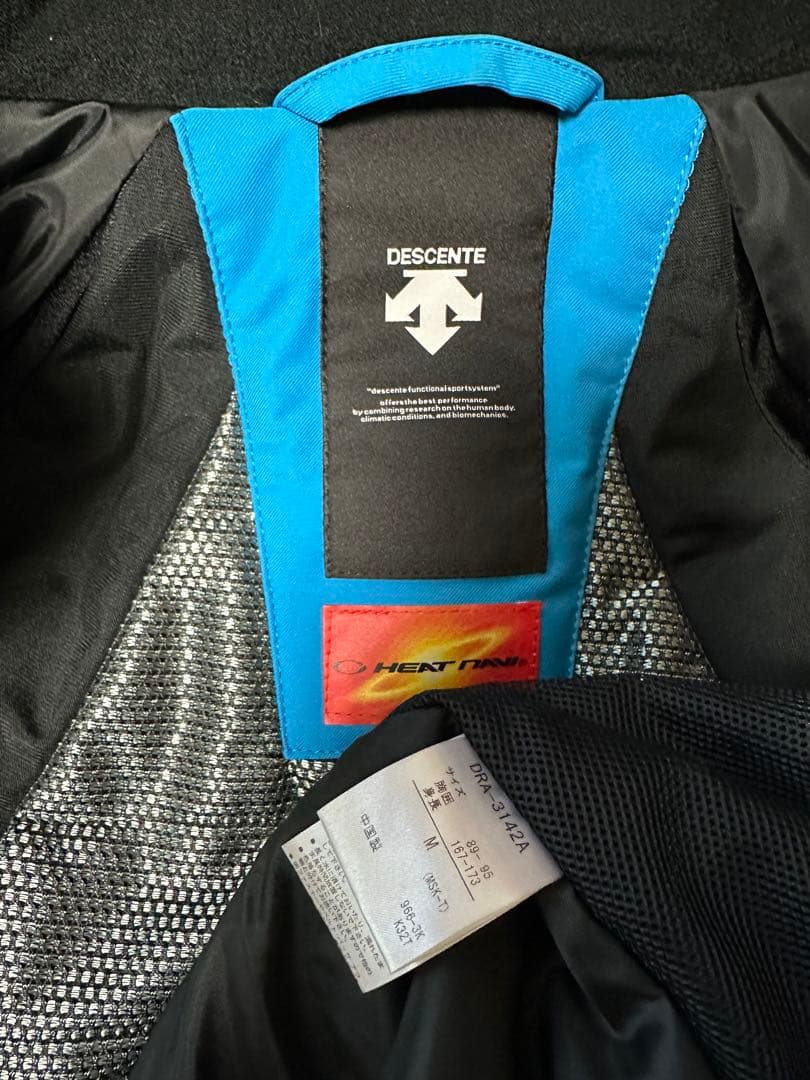 DESCENTE
"descente functional sportsystem"
offers the best performance
by combining research on the human body,
climatic conditions, and biomechanics.
HEAT NAVI
DRA-3142A
サイズ
胸囲 89-95
身長 167-173
M
(MSK-T)
中国製
966-3K
K32T